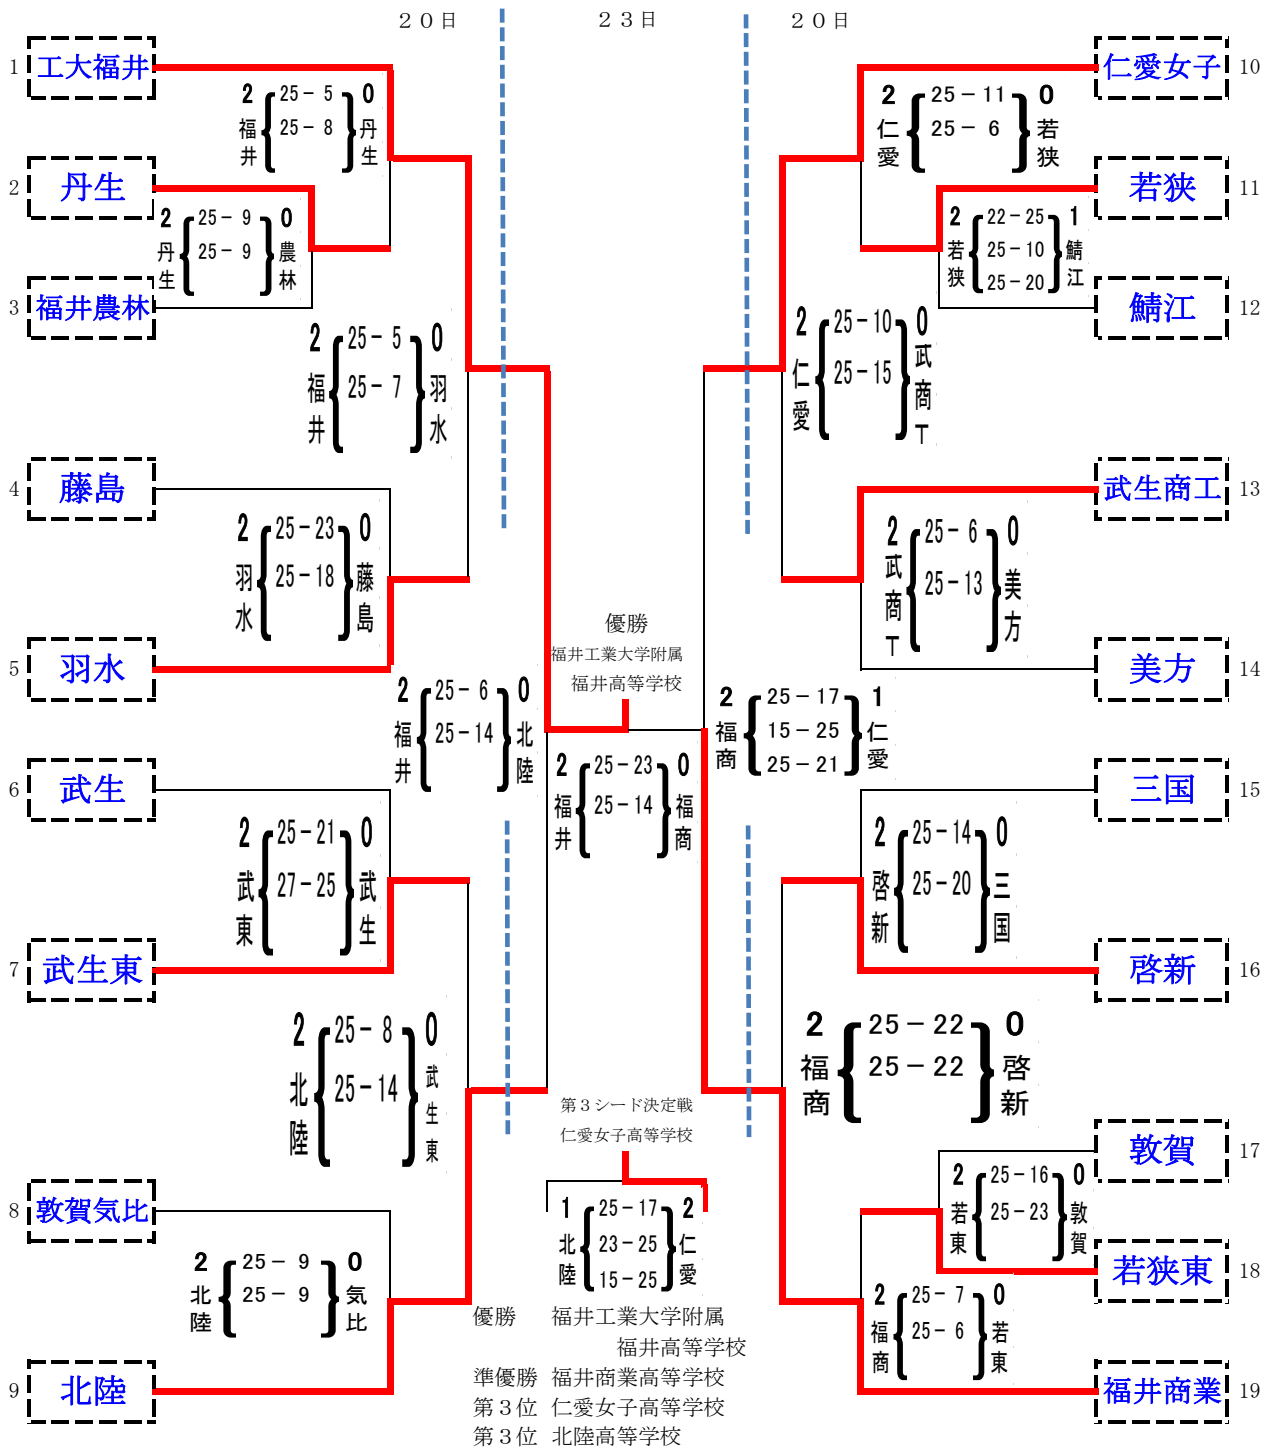 ２０日
２３日
２０日
1 工大福井
2 丹生
3 福井農林
4 藤島
5 羽水
6 武生
7 武生東
8 敦賀気比
9 北陸
仁愛女子 10
若狭 11
鯖江 12
武生商工 13
美方 14
三国 15
啓新 16
敦賀 17
若狭東 18
福井商業 19
2 福井 25－5 25－8 0 丹生
2 丹生 25－9 25－9 0 農林
2 福井 25－5 25－7 0 羽水
2 羽水 25－23 25－18 0 藤島
2 福井 25－6 25－14 0 北陸
2 武東 25－21 27－25 0 武生
2 北陸 25－8 25－14 0 武生東
2 北陸 25－9 25－9 0 気比
優勝
福井工業大学附属
福井高等学校
2 福井 25－23 25－14 0 福商
2 仁愛 25－11 25－6 0 若狭
2 若狭 22－25 25－10 25－20 1 鯖江
2 仁愛 25－10 25－15 0 武商T
2 武商T 25－6 25－13 0 美方
2 福商 25－17 15－25 25－21 1 仁愛
2 啓新 25－14 25－20 0 三国
2 福商 25－22 25－22 0 啓新
2 若東 25－16 25－23 0 敦賀
2 福商 25－7 25－6 0 若東
第３シード決定戦
仁愛女子高等学校
1 北陸 25－17 23－25 15－25 2 仁愛
優勝 福井工業大学附属
福井高等学校
準優勝 福井商業高等学校
第３位 仁愛女子高等学校
第３位 北陸高等学校